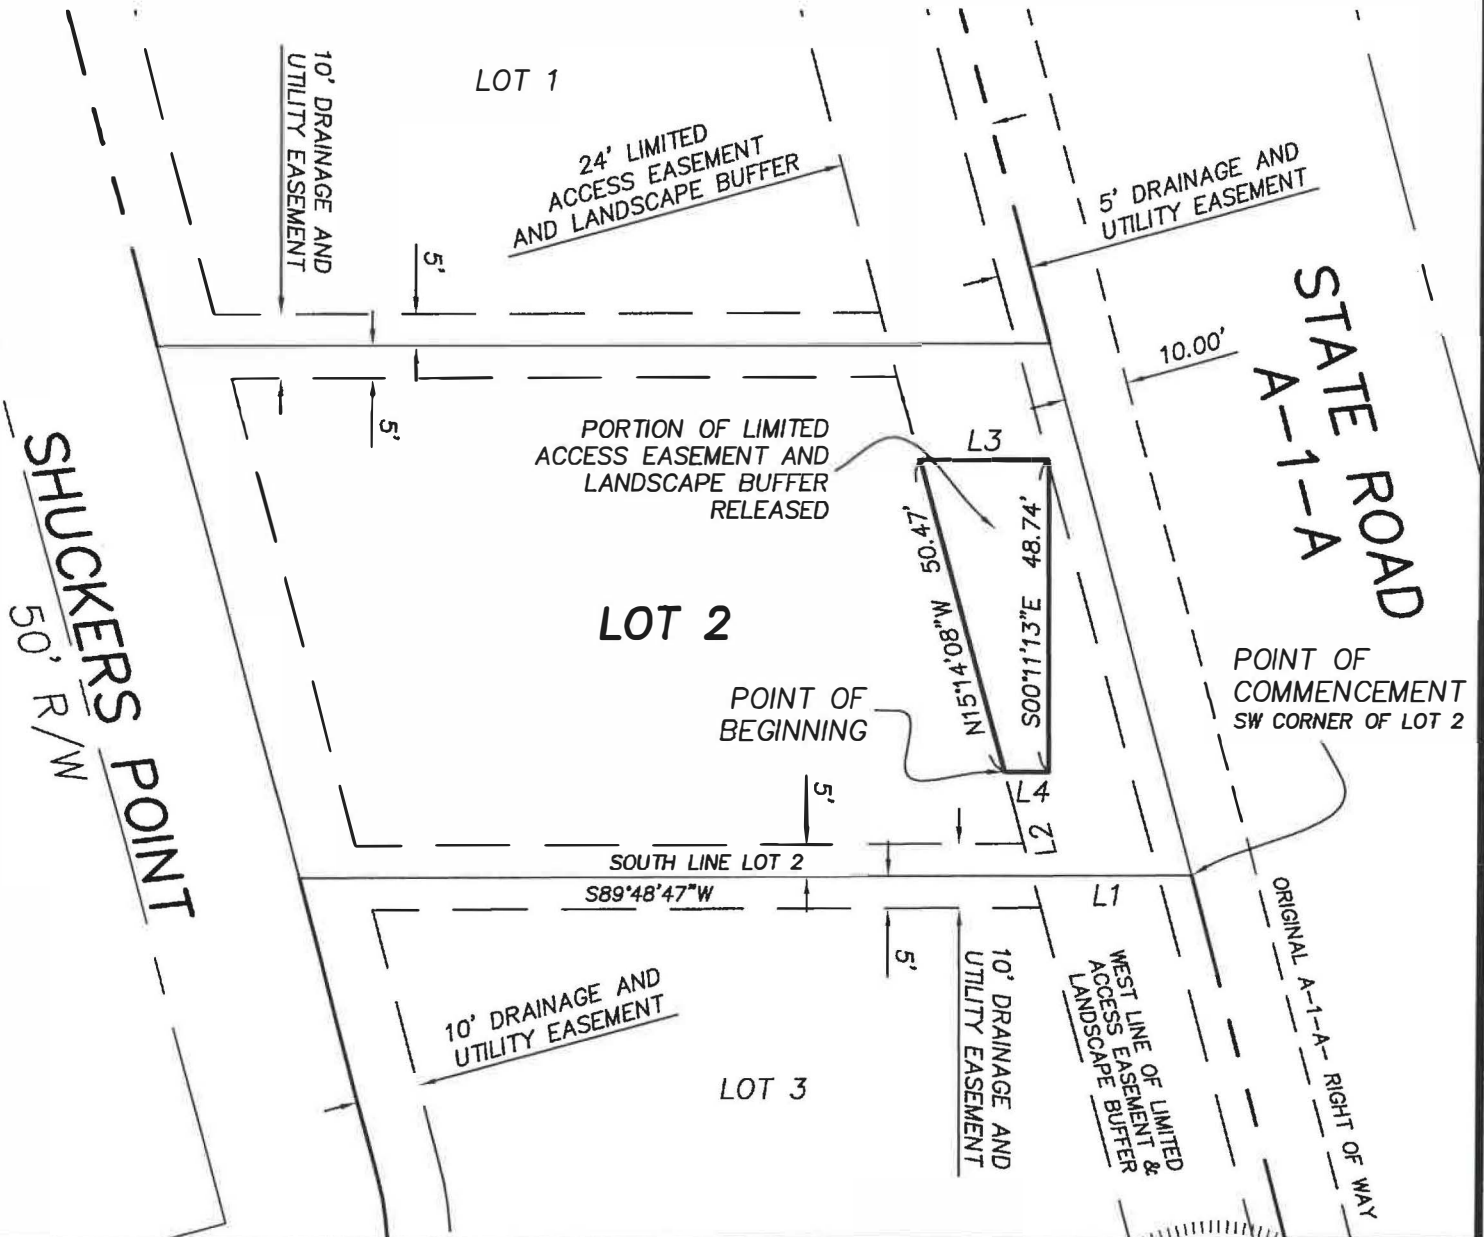 LOT 1
10' DRAINAGE AND
UTILITY EASEMENT
24' LIMITED
ACCESS EASEMENT
AND LANDSCAPE BUFFER
5' DRAINAGE AND
UTILITY EASEMENT
STATE ROAD
A-1-A
10.00'
5'
5'
PORTION OF LIMITED
ACCESS EASEMENT AND
LANDSCAPE BUFFER
RELEASED
L3
N15°14'08"W 50.47'
S00°11'13"E 48.74'
LOT 2
SHUCKERS POINT
50' R/W
POINT OF
BEGINNING
POINT OF
COMMENCEMENT
SW CORNER OF LOT 2
L4
L2
5'
SOUTH LINE LOT 2
S89°48'47"W
L1
5'
10' DRAINAGE AND
UTILITY EASEMENT
WEST LINE OF LIMITED
ACCESS EASEMENT &
LANDSCAPE BUFFER
ORIGINAL A-1-A- RIGHT OF WAY
10' DRAINAGE AND
UTILITY EASEMENT
LOT 3